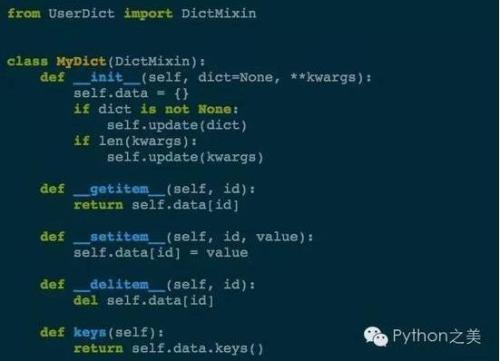 from UserDict import DictMixin
class MyDict(DictMixin):
    def __init__(self, dict=None, **kwargs):
        self.data = {}
        if dict is not None:
            self.update(dict)
        if len(kwargs):
            self.update(kwargs)
    def __getitem__(self, id):
        return self.data[id]
    def __setitem__(self, id, value):
        self.data[id] = value
    def __delitem__(self, id):
        del self.data[id]
    def keys(self):
        return self.data.keys()
Python之美